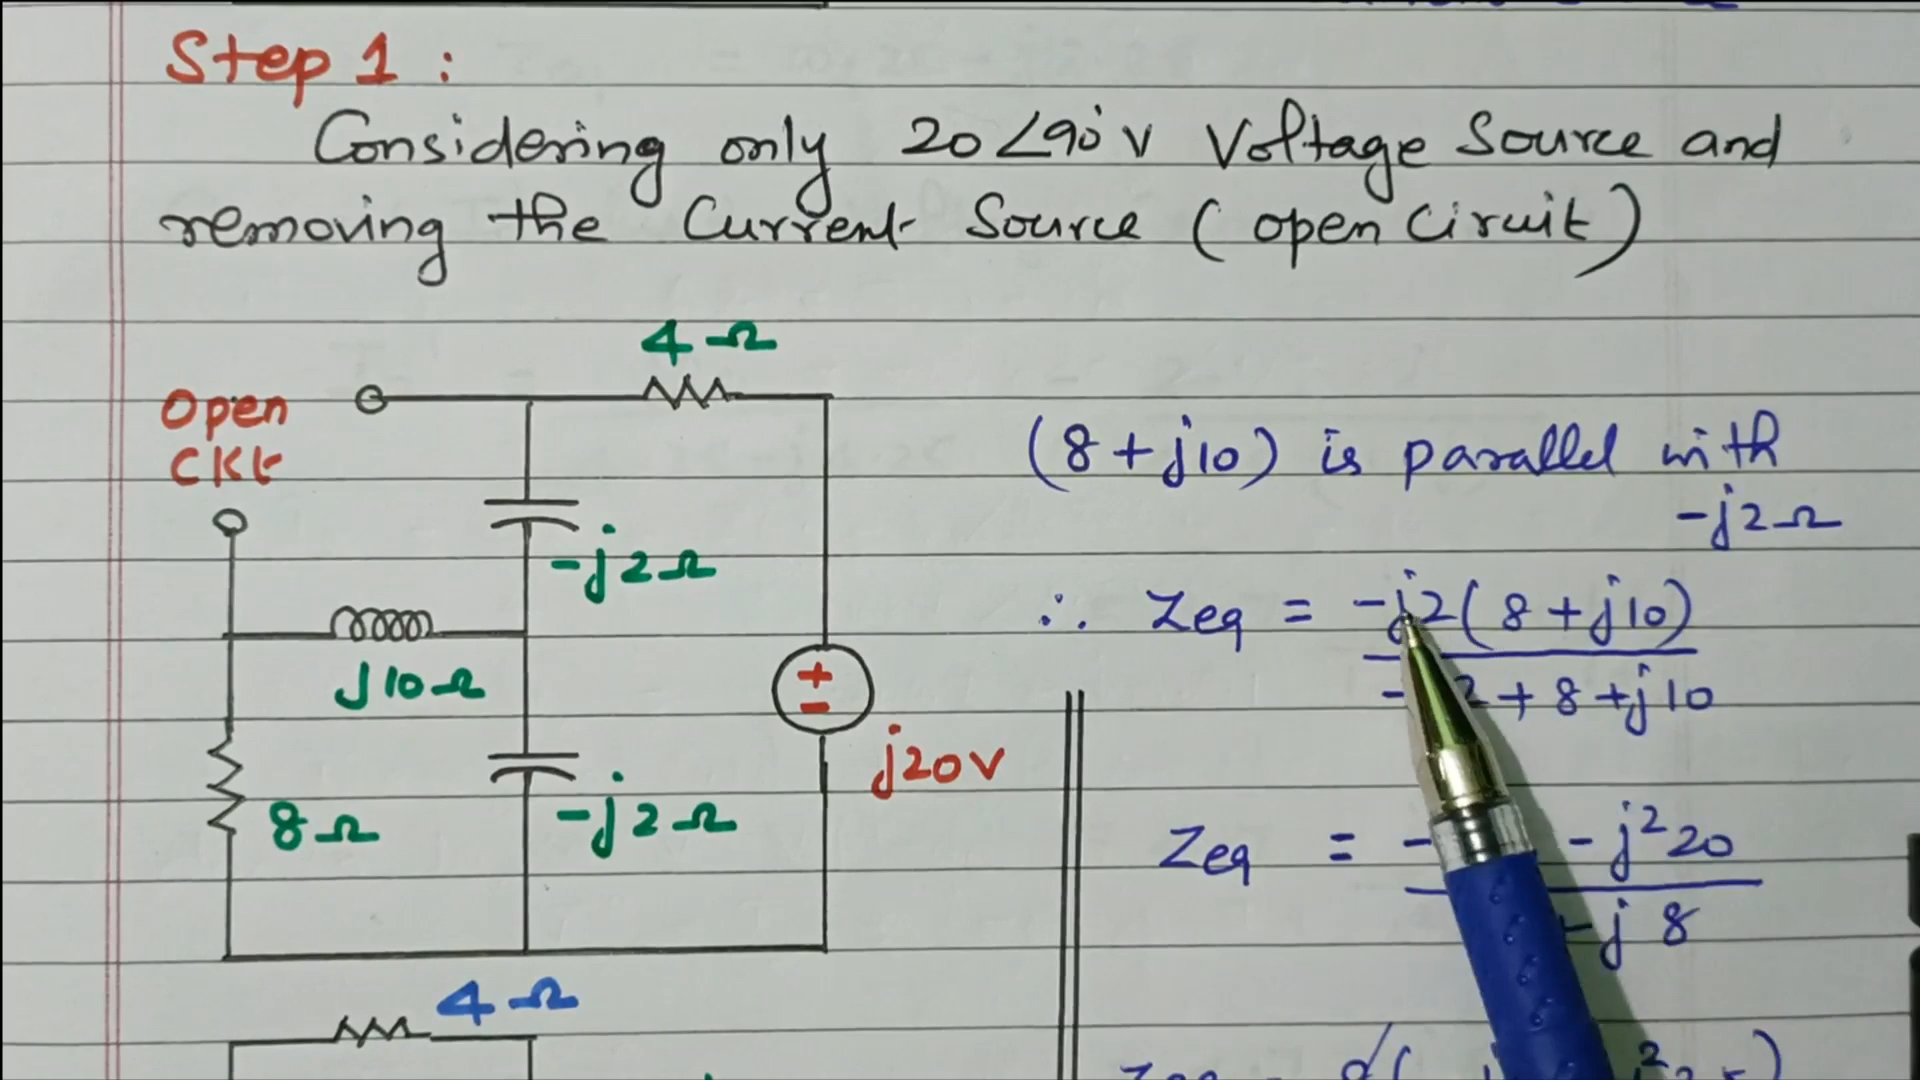 Step 1 :
Considering only 20∠90° V Voltage Source and
removing the Current Source (open Circuit)
4Ω
Open
CKt
-j2Ω
j10Ω
8Ω
-j2Ω
+
-
j20V
(8+j10) is parallel with
-j2Ω
∴ Zeq = -j2(8+j10)
2+8+j10
Zeq = - - j²20
j 8
4Ω